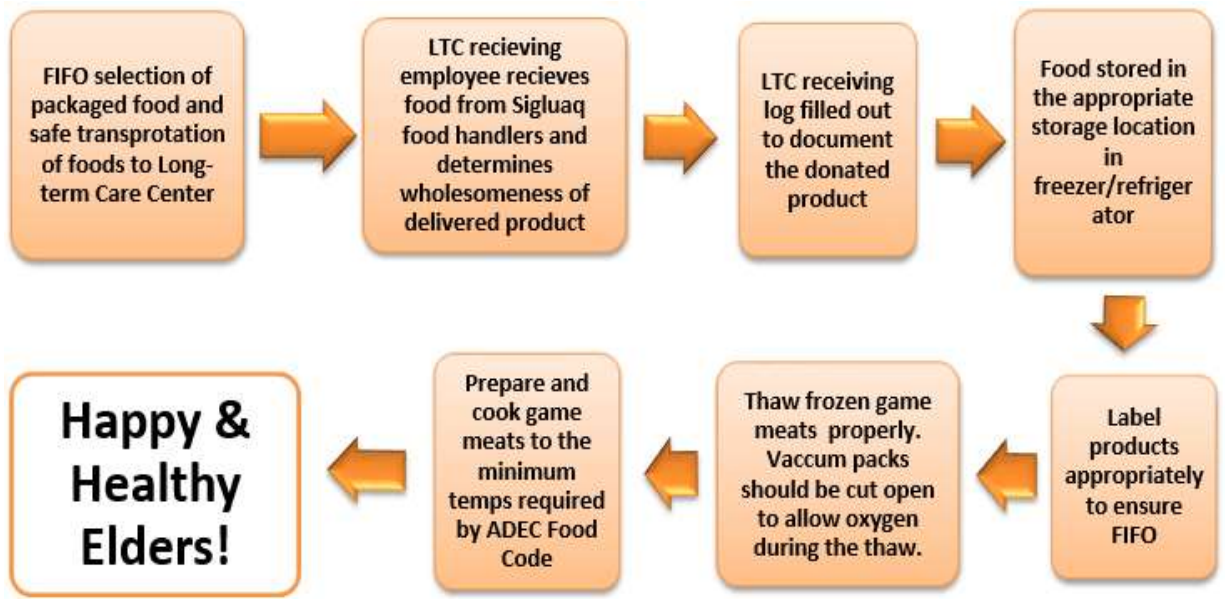 FIFO selection of
packaged food and
safe transprotation
of foods to Long-
term Care Center
LTC recieving
employee recieves
food from Sigluaq
food handlers and
determines
wholesomeness of
delivered product
LTC receiving
log filled out
to document
the donated
product
Food stored in
the appropriate
storage location
in
freezer/refriger
ator
Label
products
appropriately
to ensure
FIFO
Thaw frozen game
meats properly.
Vaccum packs
should be cut open
to allow oxygen
during the thaw.
Prepare and
cook game
meats to the
minimum
temps required
by ADEC Food
Code
Happy &
Healthy
Elders!